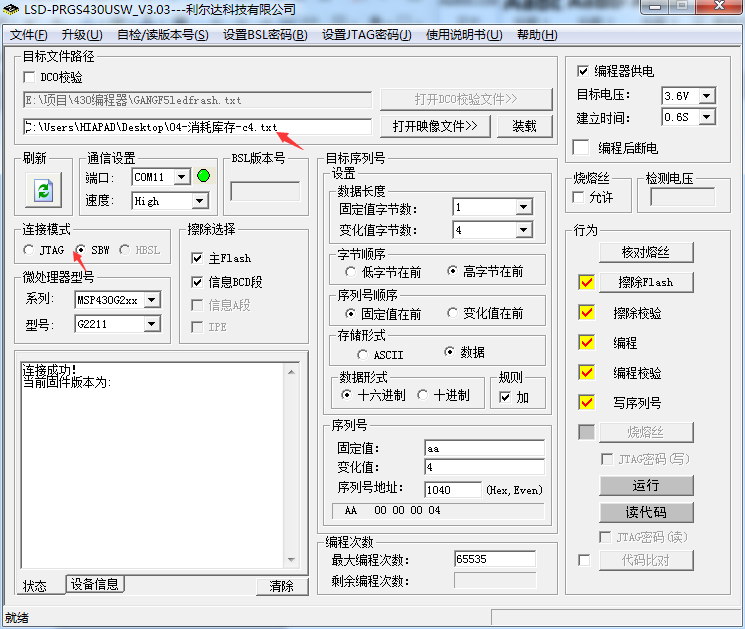 LSD-PRGS430USW_V3.03---利尔达科技有限公司
文件(F) 升级(U) 自检/读版本号(S) 设置BSL密码(B) 设置JTAG密码(J) 使用说明书(U) 帮助(H)
目标文件路径
DCO校验
E:\项目\430编程器\GANGF5ledfrash.txt
打开DCO校验文件>>
C:\Users\HIAPAD\Desktop\04-消耗库存-c4.txt
打开映像文件>>
装载
编程器供电
目标电压: 3.6V
建立时间: 0.6S
编程后断电
刷新
通信设置
端口: COM11
速度: High
BSL版本号
烧熔丝
允许
检测电压
连接模式
JTAG SBW HBSL
微处理器型号
系列: MSP430G2xx
型号: G2211
擦除选择
主Flash
信息BCD段
信息A段
IPE
目标序列号
设置
数据长度
固定值字节数: 1
变化值字节数: 4
字节顺序
低字节在前 高字节在前
序列号顺序
固定值在前 变化值在前
存储形式
ASCII 数据
数据形式
十六进制 十进制
规则
加
序列号
固定值: aa
变化值: 4
序列号地址: 1040 (Hex,Even)
AA 00 00 00 04
编程次数
最大编程次数: 65535
剩余编程次数:
行为
核对熔丝
擦除Flash
擦除校验
编程
编程校验
写序列号
烧熔丝
JTAG密码(写)
运行
读代码
JTAG密码(读)
代码比对
连接成功!
当前固件版本为:
状态 设备信息
清除
就绪